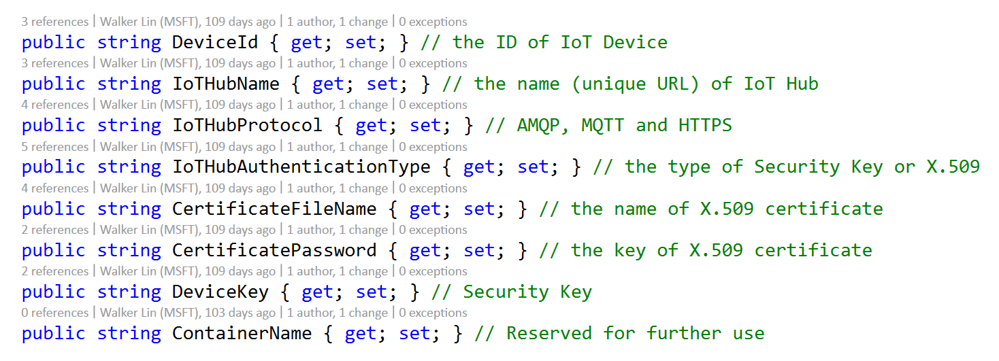 3 references | Walker Lin (MSFT), 109 days ago | 1 author, 1 change | 0 exceptions
public string DeviceId { get; set; } // the ID of IoT Device
3 references | Walker Lin (MSFT), 109 days ago | 1 author, 1 change | 0 exceptions
public string IoTHubName { get; set; } // the name (unique URL) of IoT Hub
4 references | Walker Lin (MSFT), 109 days ago | 1 author, 1 change | 0 exceptions
public string IoTHubProtocol { get; set; } // AMQP, MQTT and HTTPS
5 references | Walker Lin (MSFT), 109 days ago | 1 author, 1 change | 0 exceptions
public string IoTHubAuthenticationType { get; set; } // the type of Security Key or X.509
4 references | Walker Lin (MSFT), 109 days ago | 1 author, 1 change | 0 exceptions
public string CertificateFileName { get; set; } // the name of X.509 certificate
2 references | Walker Lin (MSFT), 109 days ago | 1 author, 1 change | 0 exceptions
public string CertificatePassword { get; set; } // the key of X.509 certificate
2 references | Walker Lin (MSFT), 109 days ago | 1 author, 1 change | 0 exceptions
public string DeviceKey { get; set; } // Security Key
0 references | Walker Lin (MSFT), 103 days ago | 1 author, 1 change | 0 exceptions
public string ContainerName { get; set; } // Reserved for further use